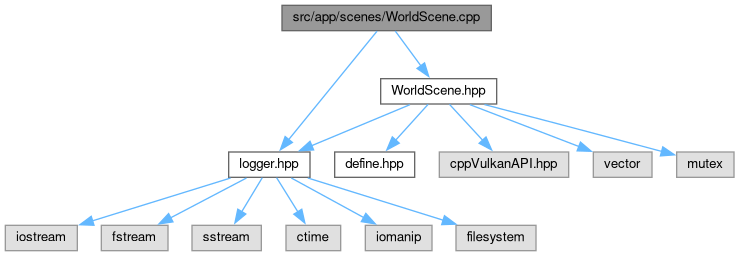 src/app/scenes/WorldScene.cpp
WorldScene.hpp
logger.hpp
define.hpp
cppVulkanAPI.hpp
vector
mutex
iostream
fstream
sstream
ctime
iomanip
filesystem